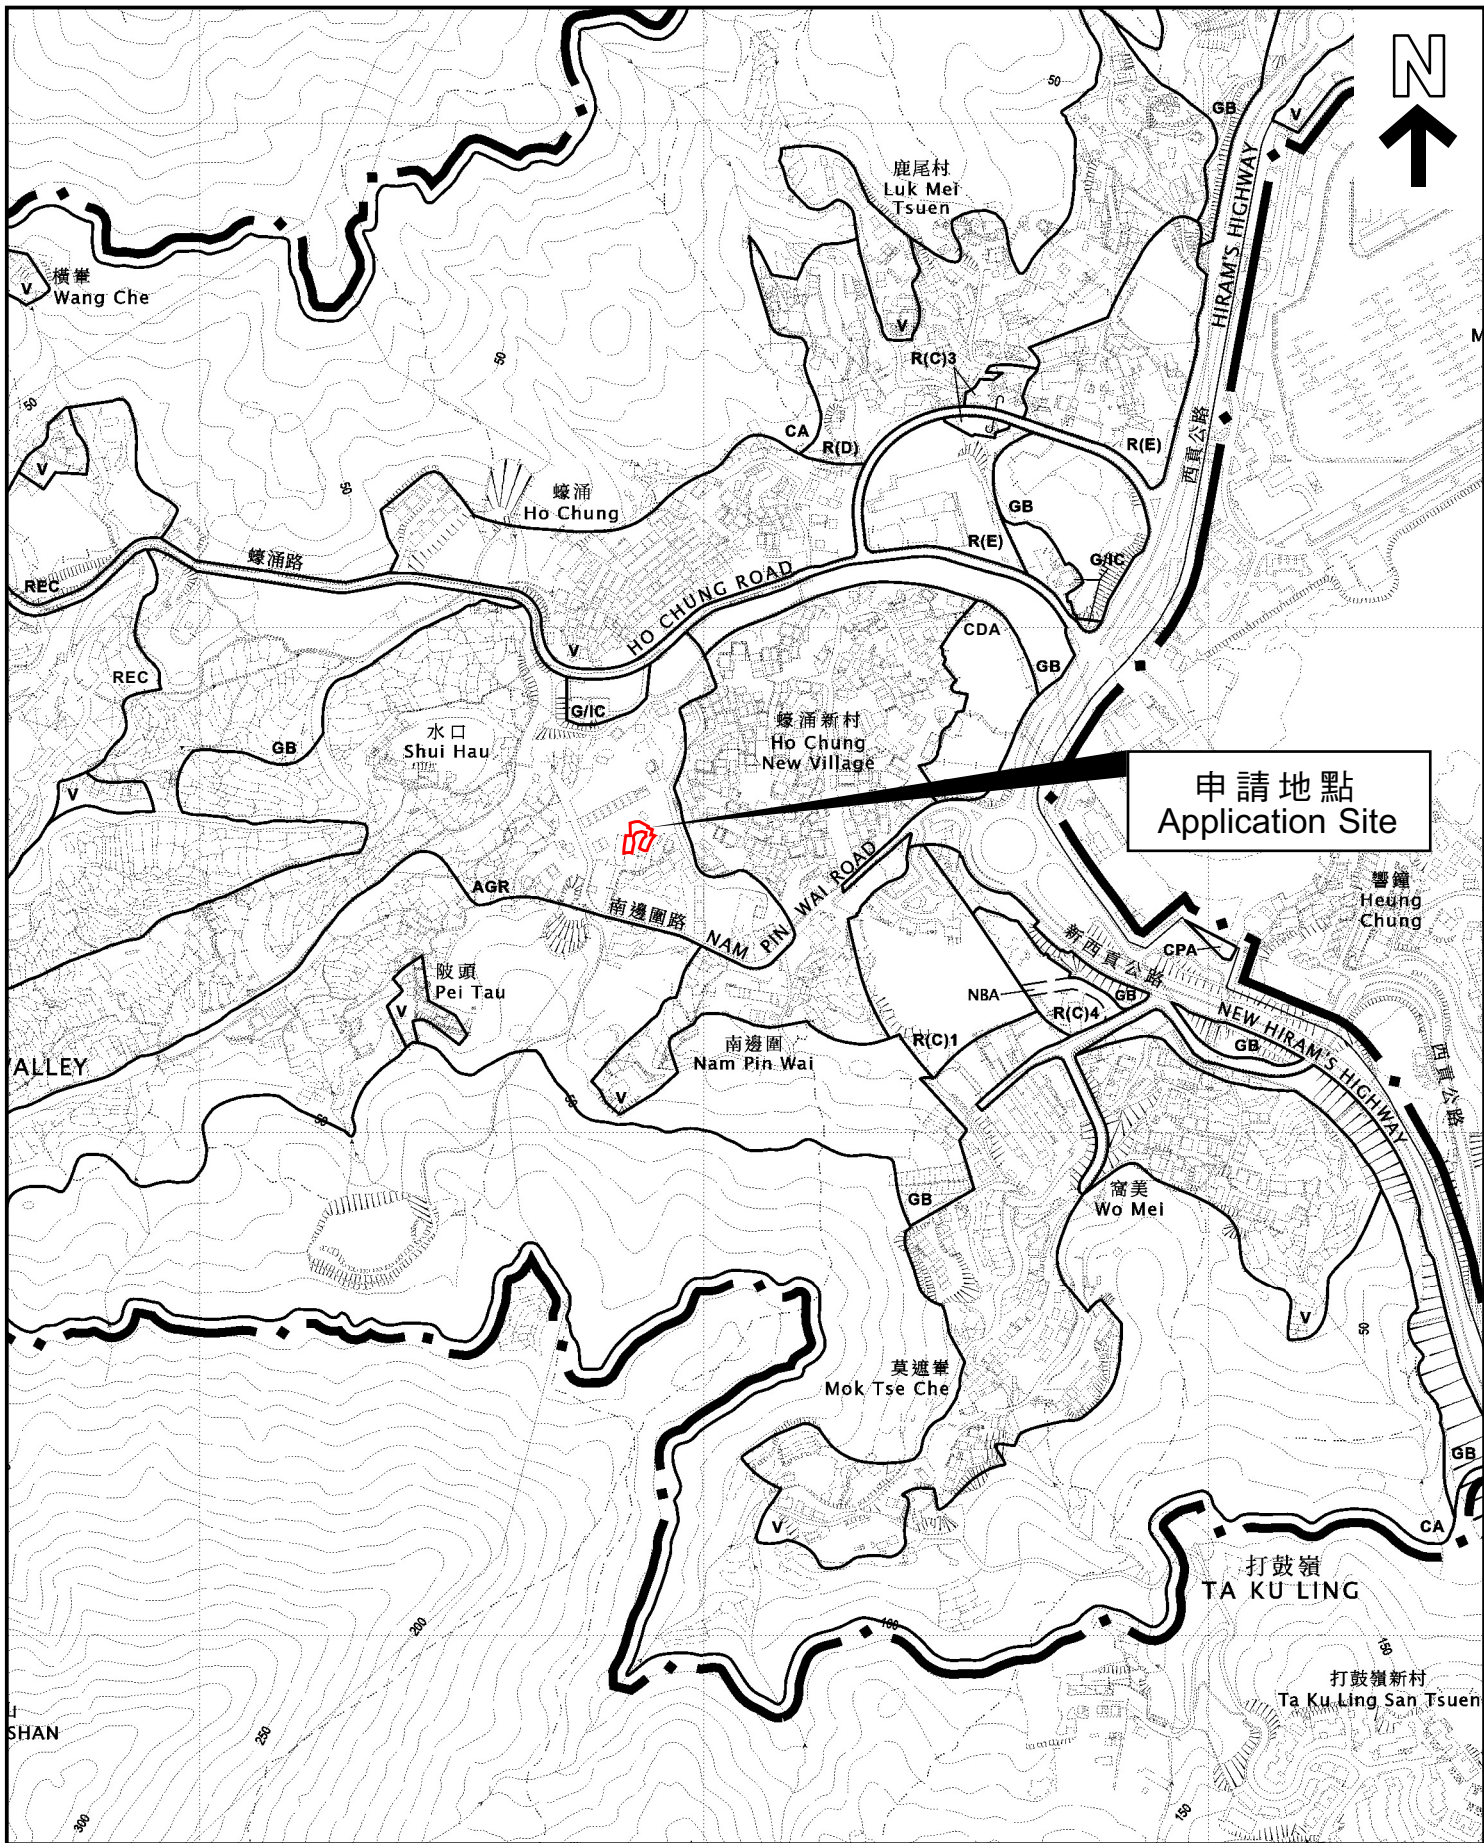 N
50
GB
V
鹿尾村
Luk Mei
Tsuen
HIRAM'S HIGHWAY
橫輋
Wang Che
V
V
M
50
R(C)3
50
CA
R(D)
R(E)
西貢公路
V
50
蠔涌
Ho Chung
GB
R(E)
G/IC
蠔涌路
REC
HO CHUNG ROAD
CDA
V
GB
REC
G/IC
水口
Shui Hau
GB
蠔涌新村
Ho Chung
New Village
V
申請地點
Application Site
NAM PIN WAI ROAD
南邊圍路
AGR
響鐘
Heung
Chung
新西貢公路
CPA
陂頭
Pei Tau
V
NBA
GB
R(C)4
NEW HIRAM'S HIGHWAY
R(C)1
GB
南邊圍
Nam Pin Wai
西貢公路
VALLEY
V
50
50
窩美
Wo Mei
GB
V
50
莫遮輋
Mok Tse Che
GB
V
CA
打鼓嶺
TA KU LING
200
100
150
打鼓嶺新村
Ta Ku Ling San Tsuen
SHAN
250
300
150